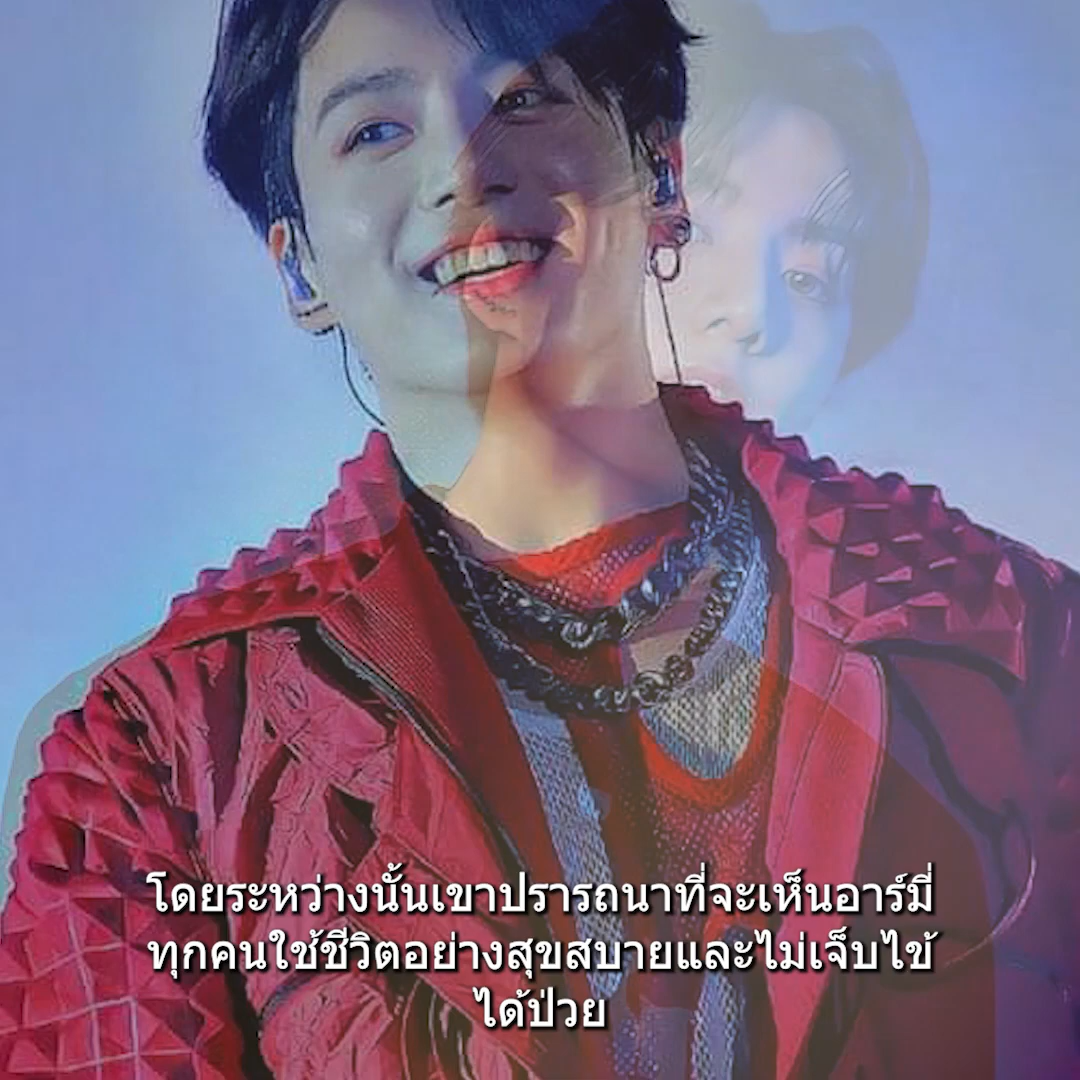 โดยระหว่างนั้นเขาปรารถนาที่จะเห็นอาร์มี่
ทุกคนใช้ชีวิตอย่างสุขสบายและไม่เจ็บไข้
ได้ป่วย